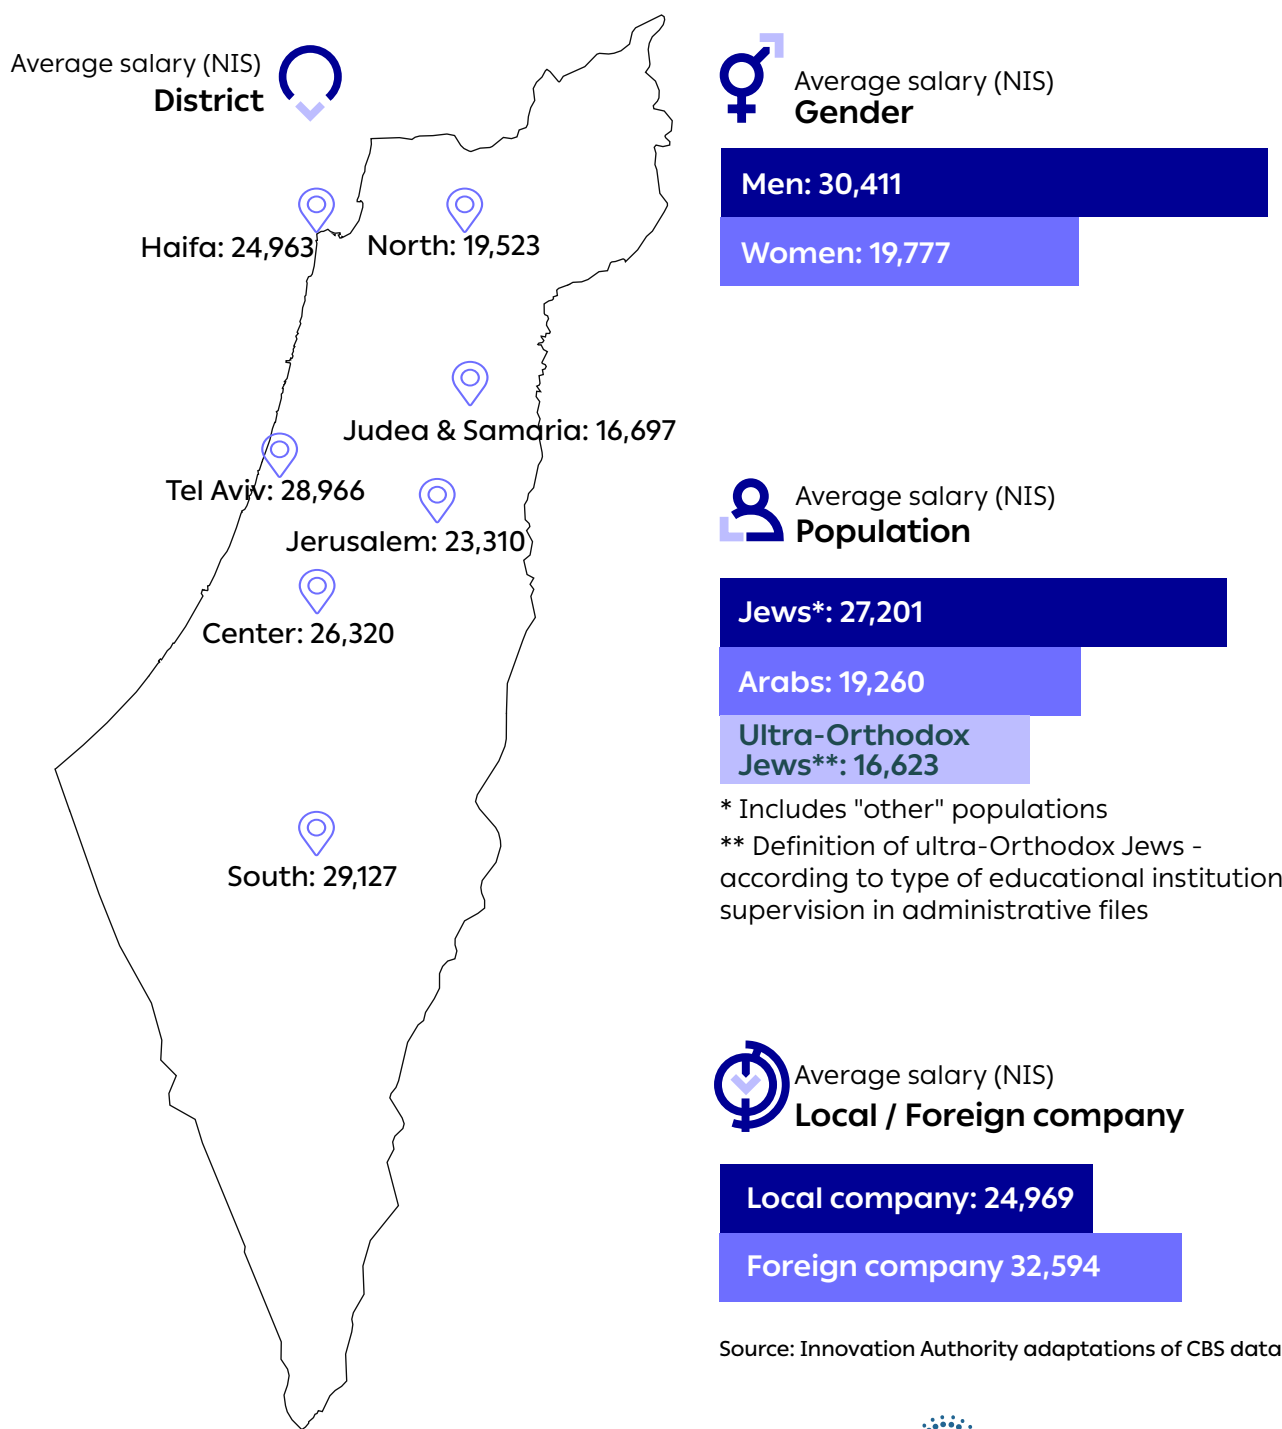 Average salary (NIS)
District
Haifa: 24,963
North: 19,523
Judea & Samaria: 16,697
Tel Aviv: 28,966
Jerusalem: 23,310
Center: 26,320
South: 29,127
Average salary (NIS)
Gender
Men: 30,411
Women: 19,777
Average salary (NIS)
Population
Jews*: 27,201
Arabs: 19,260
Ultra-Orthodox
Jews**: 16,623
* Includes "other" populations
** Definition of ultra-Orthodox Jews -
according to type of educational institution
supervision in administrative files
Average salary (NIS)
Local / Foreign company
Local company: 24,969
Foreign company 32,594
Source: Innovation Authority adaptations of CBS data